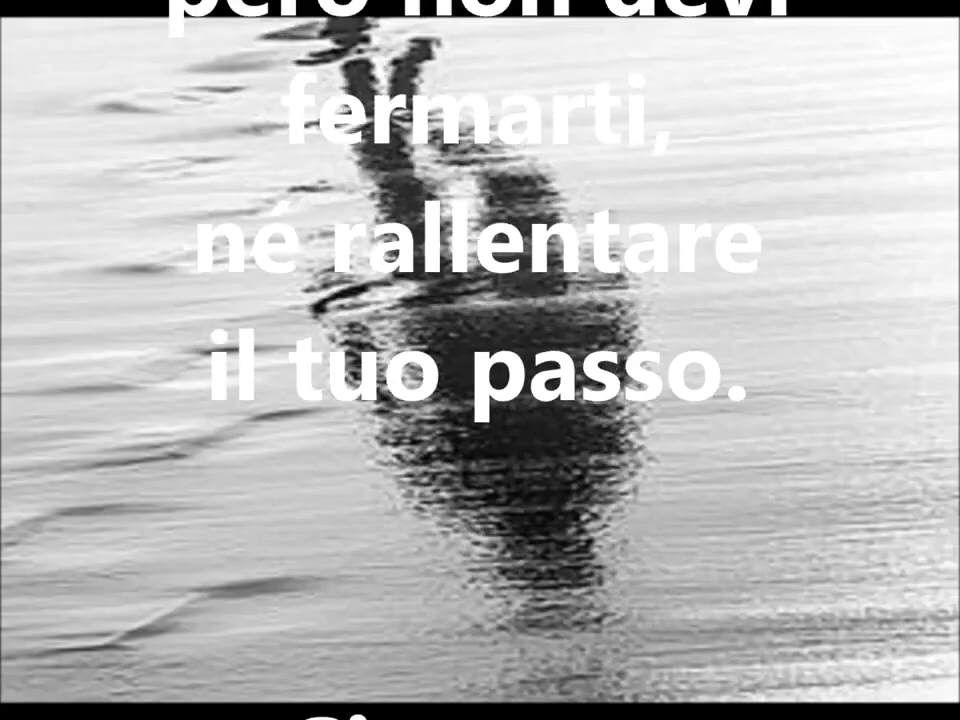 però non devi
fermarti,
né rallentare
il tuo passo.